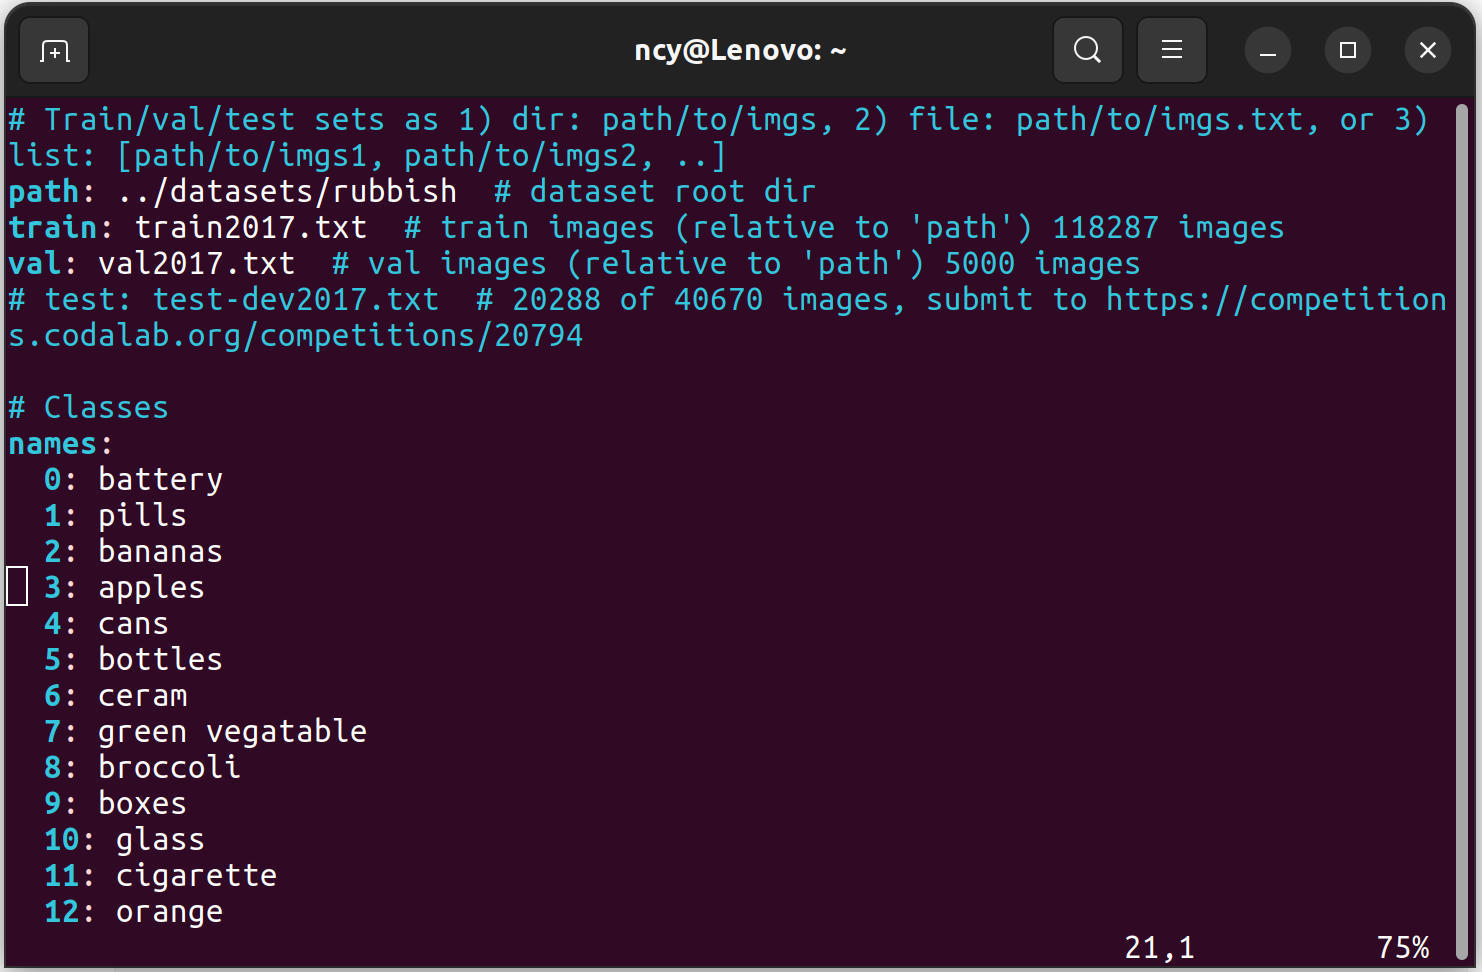 ncy@Lenovo: ~
# Train/val/test sets as 1) dir: path/to/imgs, 2) file: path/to/imgs.txt, or 3)
list: [path/to/imgs1, path/to/imgs2, ..]
path: ../datasets/rubbish  # dataset root dir
train: train2017.txt  # train images (relative to 'path') 118287 images
val: val2017.txt  # val images (relative to 'path') 5000 images
# test: test-dev2017.txt  # 20288 of 40670 images, submit to https://competition
s.codalab.org/competitions/20794
# Classes
names:
  0: battery
  1: pills
  2: bananas
  3: apples
  4: cans
  5: bottles
  6: ceram
  7: green vegatable
  8: broccoli
  9: boxes
  10: glass
  11: cigarette
  12: orange
21,1 75%